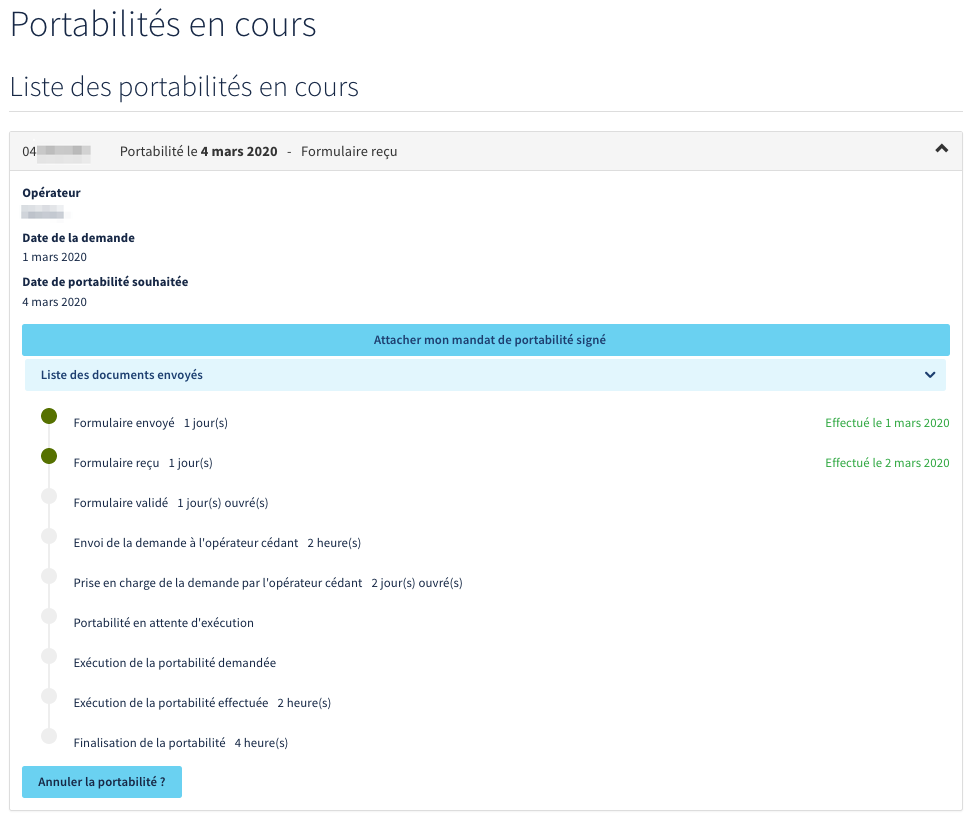 Portabilités en cours
Liste des portabilités en cours
04 Portabilité le 4 mars 2020 - Formulaire reçu
Opérateur
Date de la demande
1 mars 2020
Date de portabilité souhaitée
4 mars 2020
Attacher mon mandat de portabilité signé
Liste des documents envoyés
Formulaire envoyé 1 jour(s) Effectué le 1 mars 2020
Formulaire reçu 1 jour(s) Effectué le 2 mars 2020
Formulaire validé 1 jour(s) ouvré(s)
Envoi de la demande à l'opérateur cédant 2 heure(s)
Prise en charge de la demande par l'opérateur cédant 2 jour(s) ouvré(s)
Portabilité en attente d'exécution
Exécution de la portabilité demandée
Exécution de la portabilité effectuée 2 heure(s)
Finalisation de la portabilité 4 heure(s)
Annuler la portabilité ?